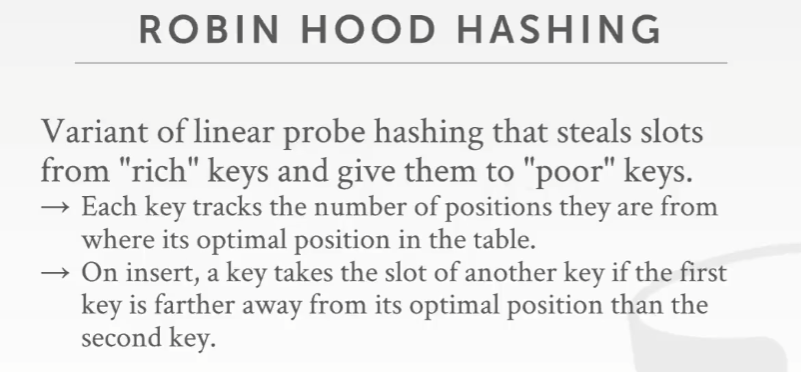 ROBIN HOOD HASHING
Variant of linear probe hashing that steals slots
from "rich" keys and give them to "poor" keys.
→ Each key tracks the number of positions they are from
where its optimal position in the table.
→ On insert, a key takes the slot of another key if the first
key is farther away from its optimal position than the
second key.